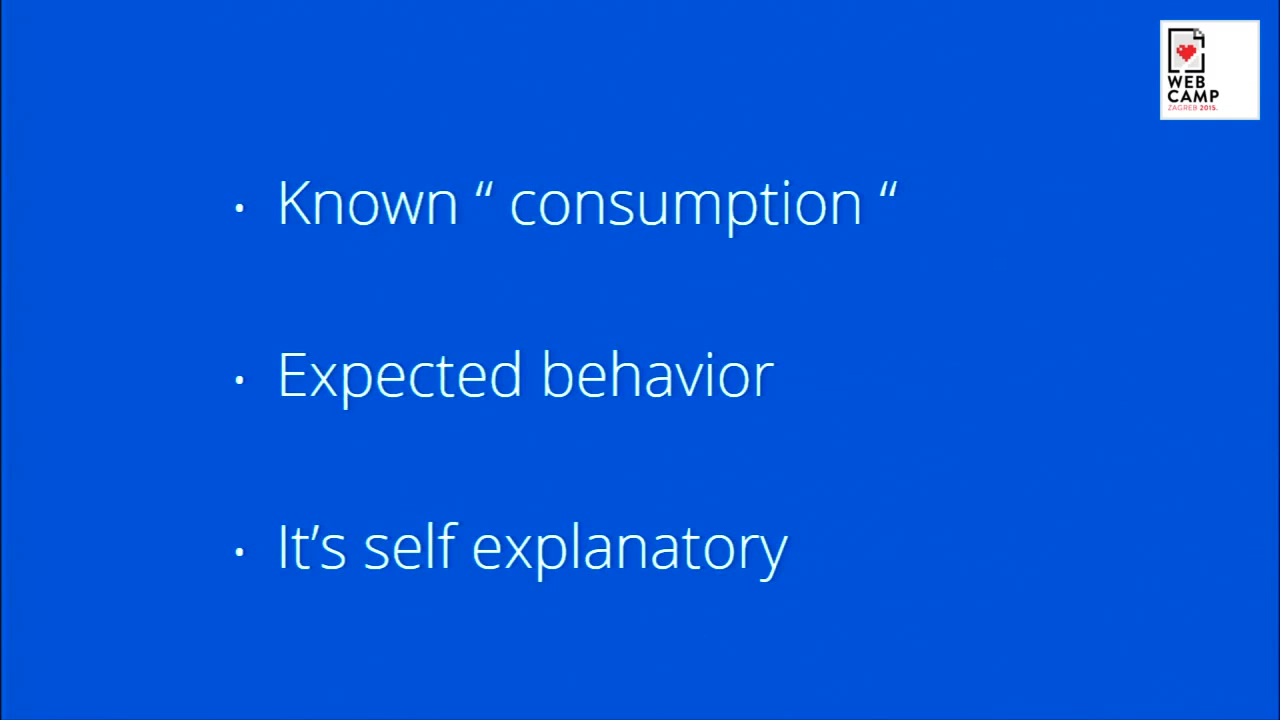 WEB
CAMP
ZAGREB 2015.
• Known “ consumption “
• Expected behavior
• It’s self explanatory